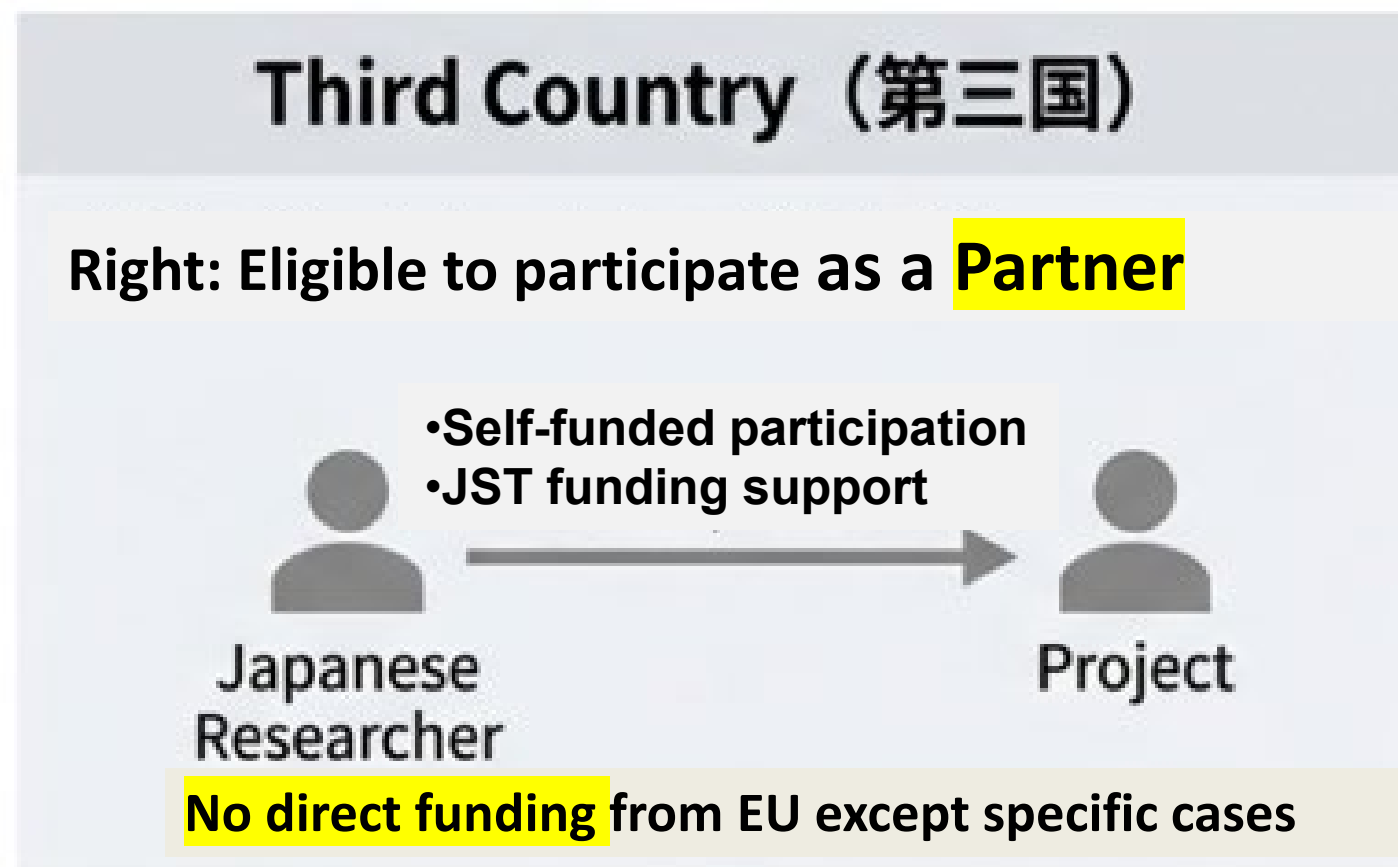 Third Country（第三国）
Right: Eligible to participate as a Partner
•Self-funded participation
•JST funding support
Japanese
Researcher
Project
No direct funding from EU except specific cases